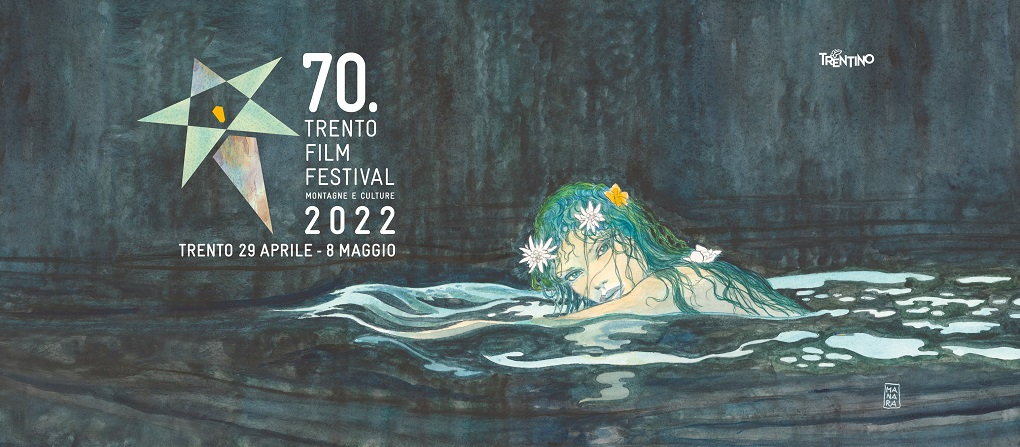 70.
TRENTO
FILM
FESTIVAL
MONTAGNE E CULTURE
2022
TRENTO 29 APRILE - 8 MAGGIO
TRENTINO
MA
NA
RA